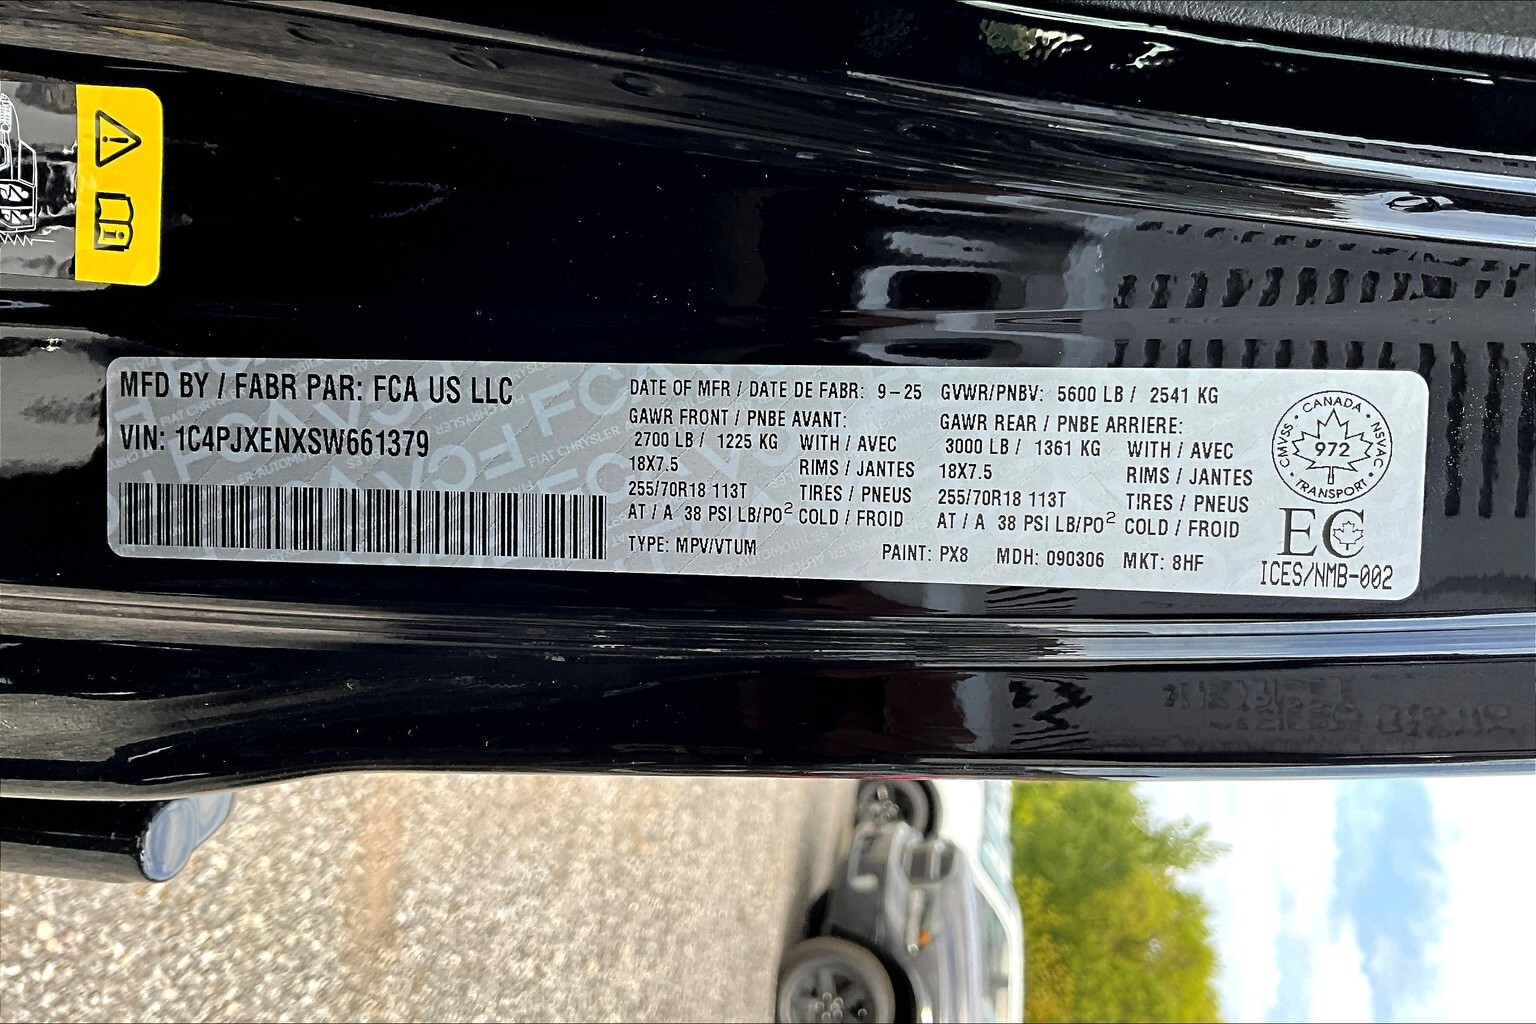 MFD BY / FABR PAR: FCA US LLC
VIN: 1C4PJXENXSW661379
DATE OF MFR / DATE DE FABR: 9-25 GVWR/PNBV: 5600 LB / 2541 KG
GAWR FRONT / PNBE AVANT: GAWR REAR / PNBE ARRIERE:
2700 LB / 1225 KG WITH / AVEC 3000 LB / 1361 KG WITH / AVEC
18X7.5 RIMS / JANTES 18X7.5 RIMS / JANTES
255/70R18 113T TIRES / PNEUS 255/70R18 113T TIRES / PNEUS
AT / A 38 PSI LB/PO² COLD / FROID AT / A 38 PSI LB/PO² COLD / FROID
TYPE: MPV/VTUM PAINT: PX8 MDH: 090306 MKT: 8HF
CANADA
CMVSS 972 NSVAC
TRANSPORT
EC
ICES/NMB-002